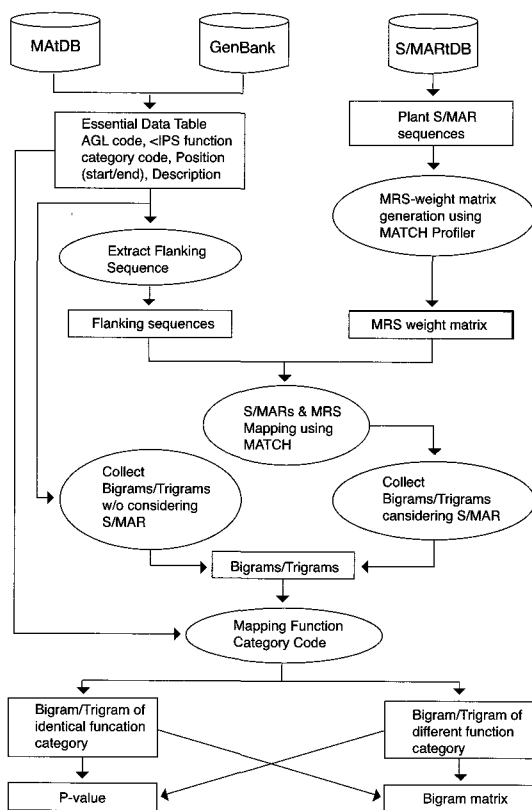 MAtDB
GenBank
S/MARtDB
Essential Data Table
AGL code, <IPS function
category code, Position
(start/end), Description
Plant S/MAR
sequences
MRS-weight matrix
generation using
MATCH Profiler
Extract Flanking
Sequence
Flanking sequences
MRS weight matrix
S/MARs & MRS
Mapping using
MATCH
Collect
Bigrams/Trigrams
w/o considering
S/MAR
Collect
Bigrams/Trigrams
cansidering S/MAR
Bigrams/Trigrams
Mapping Function
Category Code
Bigram/Trigram of
identical funcation
category
Bigram/Trigram of
different function
category
P-value
Bigram matrix